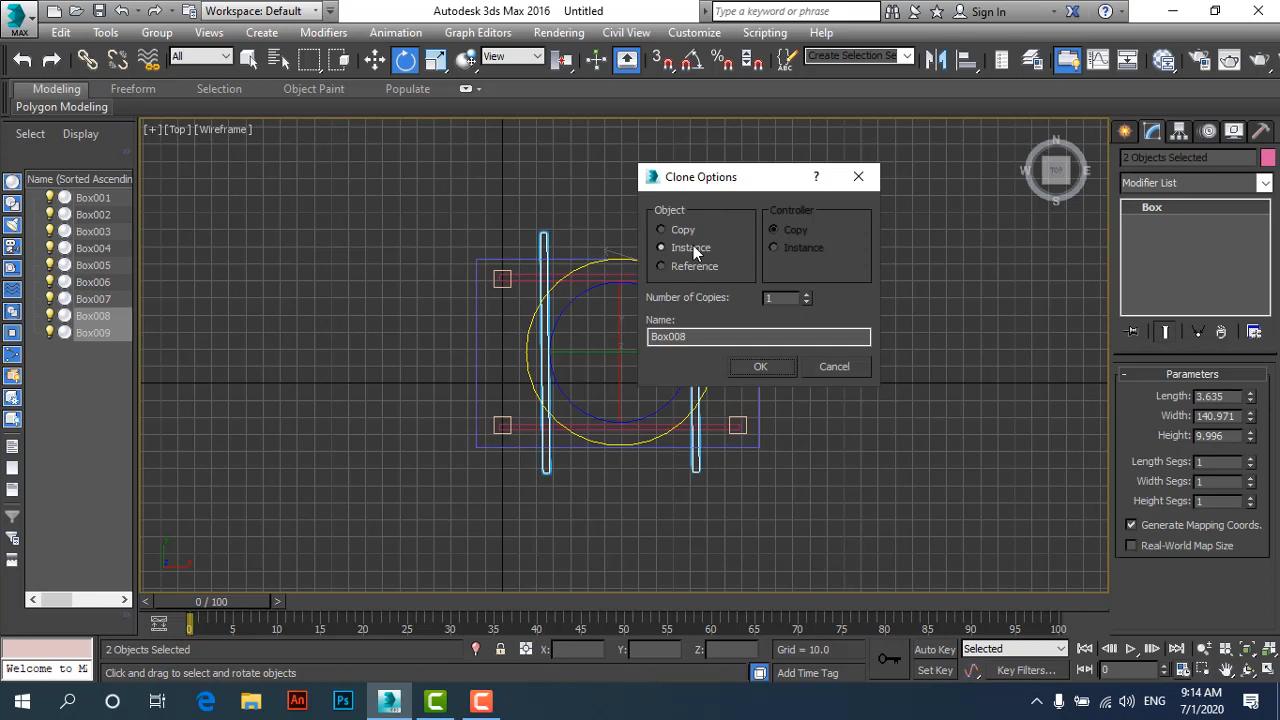 MAX
Workspace: Default
Autodesk 3ds Max 2016 Untitled
Type a keyword or phrase
Sign In
Edit Tools Group Views Create Modifiers Animation Graph Editors Rendering Civil View Customize Scripting Help
All
View
3
Create Selection Se
Modeling Freeform Selection Object Paint Populate
Polygon Modeling
Select Display
Name (Sorted Ascending
Box001
Box002
Box003
Box004
Box005
Box006
Box007
Box008
Box009
[+] [Top] [Wireframe]
N
W TOP E
S
Clone Options
?
Object
Copy
Instance
Reference
Controller
Copy
Instance
Number of Copies: 1
Name:
Box008
OK Cancel
2 Objects Selected
Modifier List
Box
Parameters
Length: 3.635
Width: 140.971
Height: 9.996
Length Segs: 1
Width Segs: 1
Height Segs: 1
Generate Mapping Coords.
Real-World Map Size
0 / 100
0 5 10 15 20 25 30 35 40 45 50 55 60 65 70 75 80 85 90 95 100
2 Objects Selected
X: Y: Z: Grid = 10.0
Auto Key Selected
Welcome to M
Click and drag to select and rotate objects
Add Time Tag
Set Key Key Filters...
0
An
Ps
C
C
ENG
9:14 AM
7/1/2020